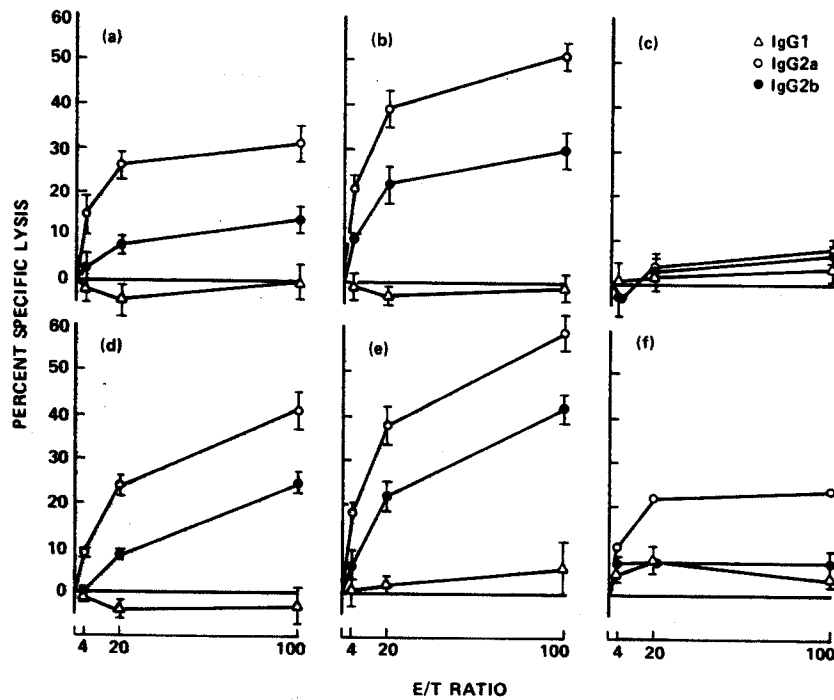 60
50
40
30
20
10
0
(a)
(b)
(c)
△ IgG1
○ IgG2a
● IgG2b
PERCENT SPECIFIC LYSIS
60
50
40
30
20
10
0
(d)
(e)
(f)
4 20 100
4 20 100
4 20 100
E/T RATIO